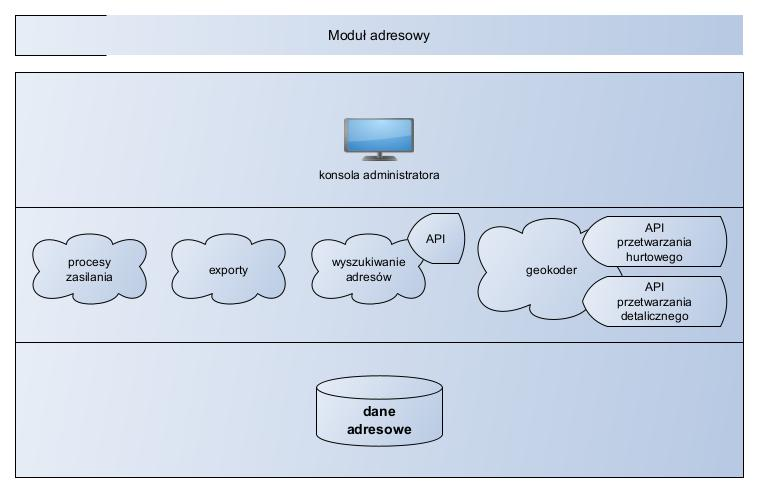 Moduł adresowy
konsola administratora
procesy
zasilania
exporty
wyszukiwanie
adresów
API
geokoder
API
przetwarzania
hurtowego
API
przetwarzania
detalicznego
dane
adresowe